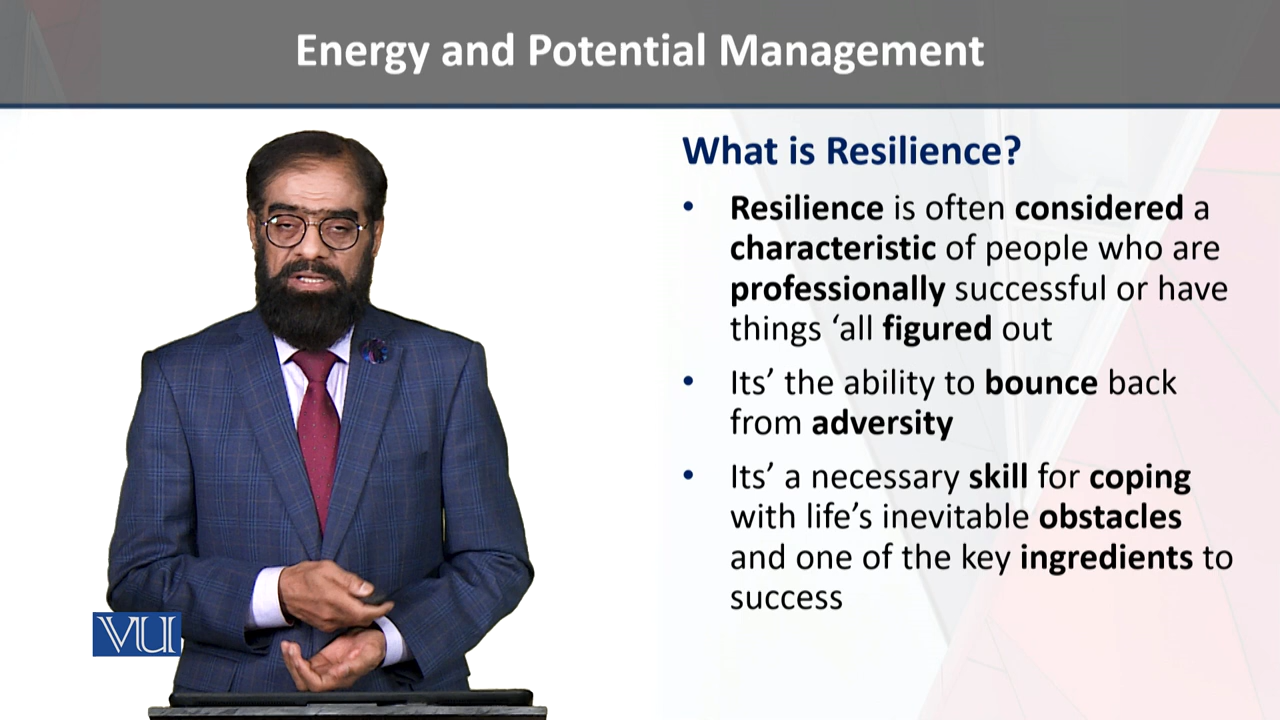 Energy and Potential Management
What is Resilience?
• Resilience is often considered a
characteristic of people who are
professionally successful or have
things ‘all figured out
• Its’ the ability to bounce back
from adversity
• Its’ a necessary skill for coping
with life’s inevitable obstacles
and one of the key ingredients to
success
VU